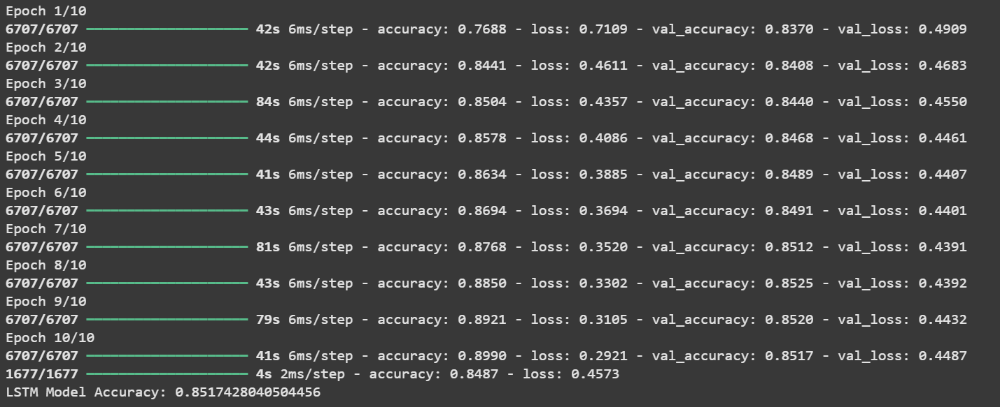 Epoch 1/10
6707/6707 ━━━━━━━━━━━━━━━━━━━━ 42s 6ms/step - accuracy: 0.7688 - loss: 0.7109 - val_accuracy: 0.8370 - val_loss: 0.4909
Epoch 2/10
6707/6707 ━━━━━━━━━━━━━━━━━━━━ 42s 6ms/step - accuracy: 0.8441 - loss: 0.4611 - val_accuracy: 0.8408 - val_loss: 0.4683
Epoch 3/10
6707/6707 ━━━━━━━━━━━━━━━━━━━━ 84s 6ms/step - accuracy: 0.8504 - loss: 0.4357 - val_accuracy: 0.8440 - val_loss: 0.4550
Epoch 4/10
6707/6707 ━━━━━━━━━━━━━━━━━━━━ 44s 6ms/step - accuracy: 0.8578 - loss: 0.4086 - val_accuracy: 0.8468 - val_loss: 0.4461
Epoch 5/10
6707/6707 ━━━━━━━━━━━━━━━━━━━━ 41s 6ms/step - accuracy: 0.8634 - loss: 0.3885 - val_accuracy: 0.8489 - val_loss: 0.4407
Epoch 6/10
6707/6707 ━━━━━━━━━━━━━━━━━━━━ 43s 6ms/step - accuracy: 0.8694 - loss: 0.3694 - val_accuracy: 0.8491 - val_loss: 0.4401
Epoch 7/10
6707/6707 ━━━━━━━━━━━━━━━━━━━━ 81s 6ms/step - accuracy: 0.8768 - loss: 0.3520 - val_accuracy: 0.8512 - val_loss: 0.4391
Epoch 8/10
6707/6707 ━━━━━━━━━━━━━━━━━━━━ 43s 6ms/step - accuracy: 0.8850 - loss: 0.3302 - val_accuracy: 0.8525 - val_loss: 0.4392
Epoch 9/10
6707/6707 ━━━━━━━━━━━━━━━━━━━━ 79s 6ms/step - accuracy: 0.8921 - loss: 0.3105 - val_accuracy: 0.8520 - val_loss: 0.4432
Epoch 10/10
6707/6707 ━━━━━━━━━━━━━━━━━━━━ 41s 6ms/step - accuracy: 0.8990 - loss: 0.2921 - val_accuracy: 0.8517 - val_loss: 0.4487
1677/1677 ━━━━━━━━━━━━━━━━━━━━ 4s 2ms/step - accuracy: 0.8487 - loss: 0.4573
LSTM Model Accuracy: 0.8517428040504456